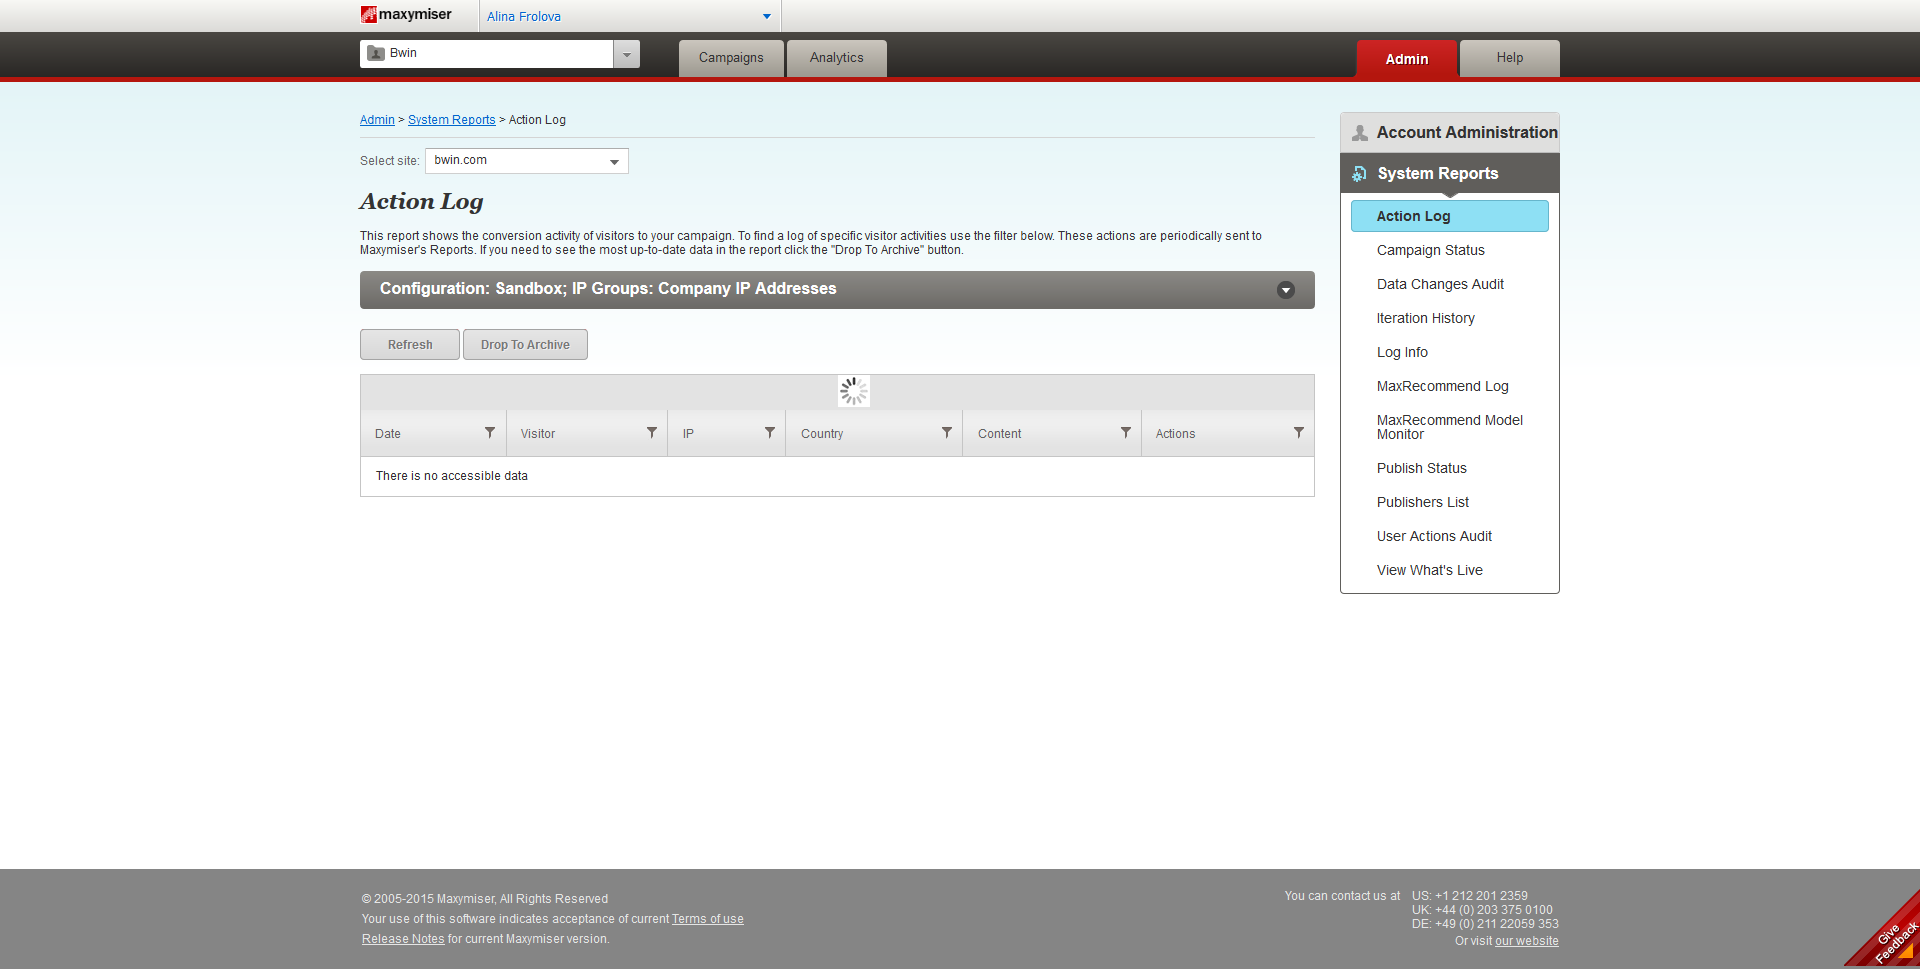 maxymiser
Alina Frolova
Bwin
Campaigns
Analytics
Admin
Help
Admin > System Reports > Action Log
Select site:
bwin.com
Action Log
This report shows the conversion activity of visitors to your campaign. To find a log of specific visitor activities use the filter below. These actions are periodically sent to
Maxymiser's Reports. If you need to see the most up-to-date data in the report click the "Drop To Archive" button.
Configuration: Sandbox; IP Groups: Company IP Addresses
Refresh
Drop To Archive
Date
Visitor
IP
Country
Content
Actions
There is no accessible data
Account Administration
System Reports
Action Log
Campaign Status
Data Changes Audit
Iteration History
Log Info
MaxRecommend Log
MaxRecommend Model
Monitor
Publish Status
Publishers List
User Actions Audit
View What's Live
© 2005-2015 Maxymiser, All Rights Reserved
Your use of this software indicates acceptance of current Terms of use
Release Notes for current Maxymiser version.
You can contact us at
US: +1 212 201 2359
UK: +44 (0) 203 375 0100
DE: +49 (0) 211 22059 353
Or visit our website
Give
Feedback